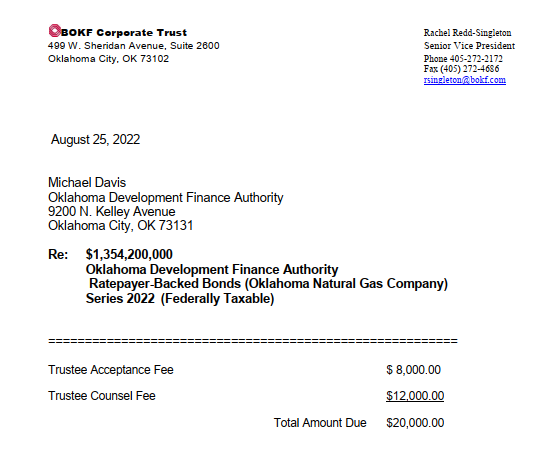 BOKF Corporate Trust
499 W. Sheridan Avenue, Suite 2600
Oklahoma City, OK 73102
Rachel Redd-Singleton
Senior Vice President
Phone 405-272-2172
Fax (405) 272-4686
rsingleton@bokf.com
August 25, 2022
Michael Davis
Oklahoma Development Finance Authority
9200 N. Kelley Avenue
Oklahoma City, OK 73131
Re: $1,354,200,000
Oklahoma Development Finance Authority
Ratepayer-Backed Bonds (Oklahoma Natural Gas Company)
Series 2022 (Federally Taxable)
=========================================================
Trustee Acceptance Fee $ 8,000.00
Trustee Counsel Fee $12,000.00
Total Amount Due $20,000.00